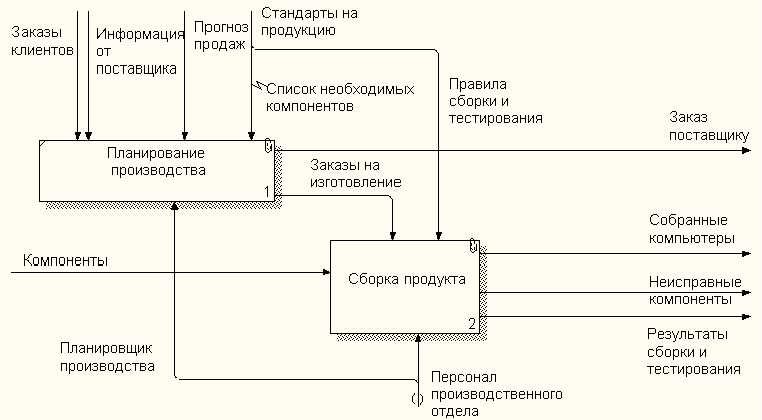 Заказы
клиентов
Информация
от
поставщика
Прогноз
продаж
Стандарты на
продукцию
Список необходимых
компонентов
Правила
сборки и
тестирования
Заказ
поставщику
Планирование
производства
1
Заказы на
изготовление
Собранные
компьютеры
Компоненты
Сборка продукта
2
Неисправные
компоненты
Результаты
сборки и
тестирования
Планировщик
производства
Персонал
производственного
отдела